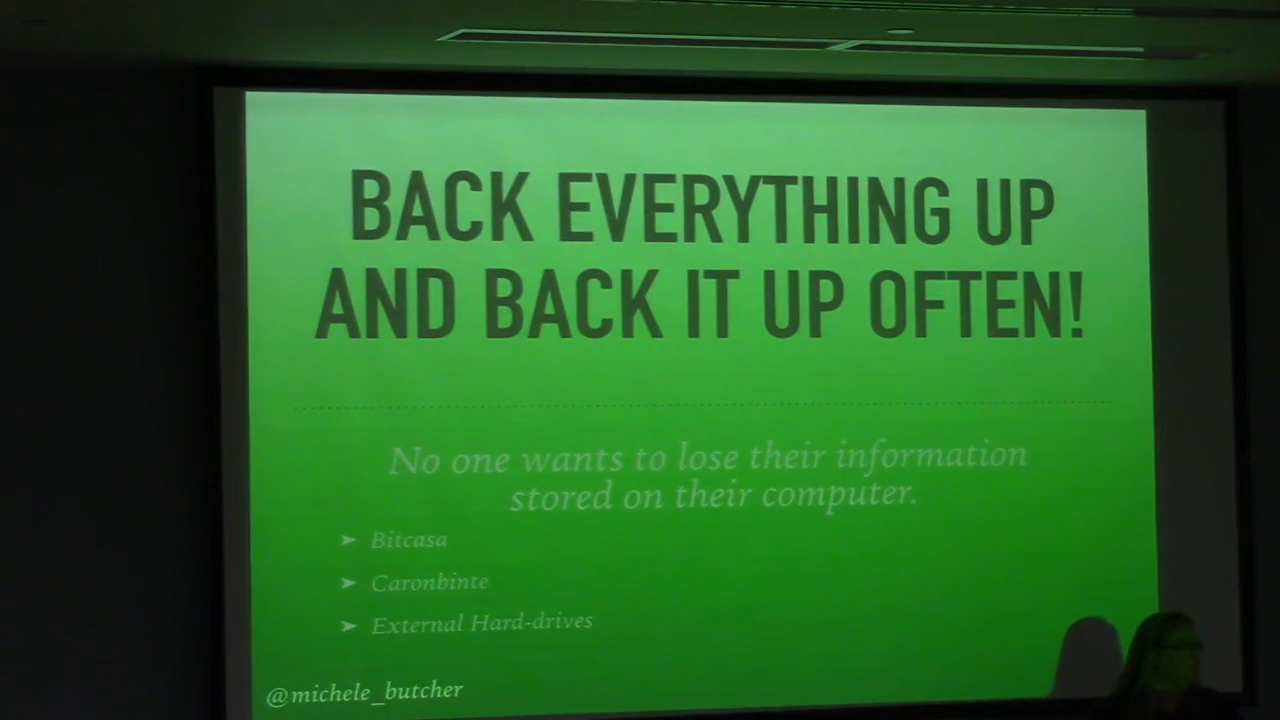 BACK EVERYTHING UP
AND BACK IT UP OFTEN!
No one wants to lose their information
stored on their computer.
➤ Bitcasa
➤ Caronbinte
➤ External Hard-drives
@michele_butcher